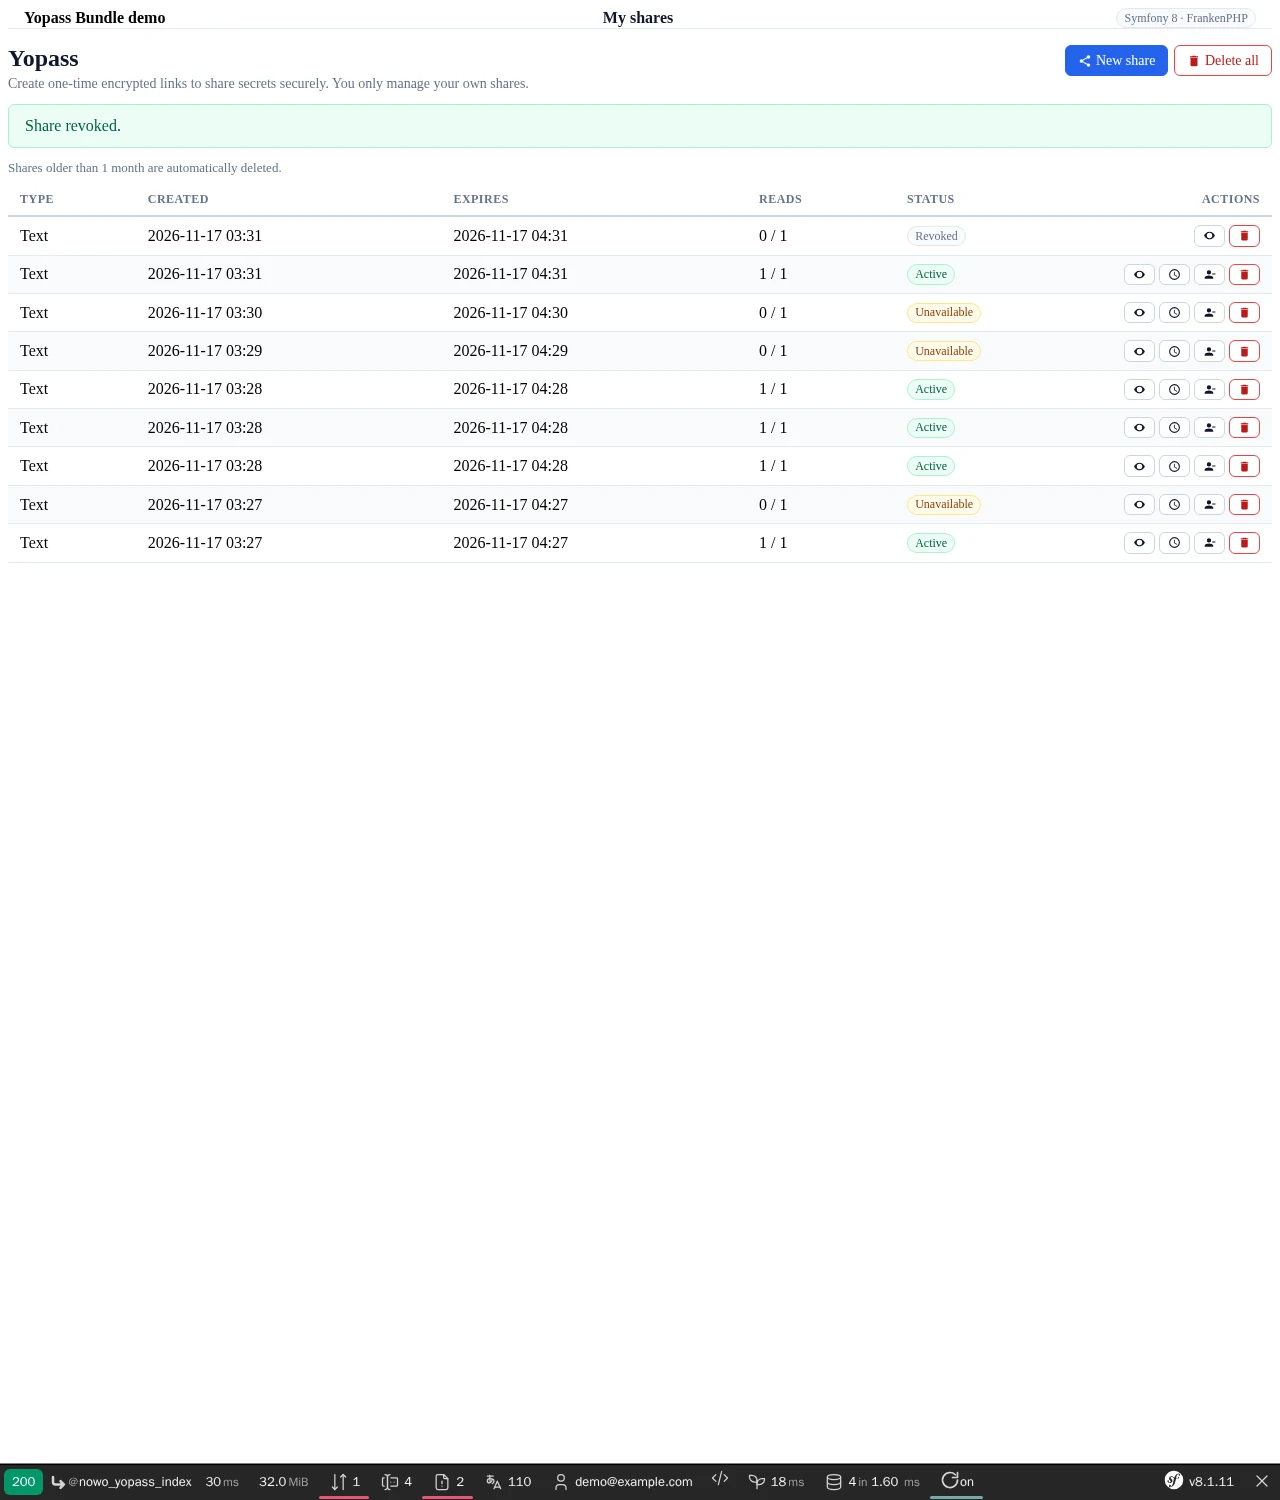 Yopass Bundle demo My shares Symfony 8 · FrankenPHP
Yopass
New share Delete all
Create one-time encrypted links to share secrets securely. You only manage your own shares.
Share revoked.
Shares older than 1 month are automatically deleted.
TYPE CREATED EXPIRES READS STATUS ACTIONS
Text 2026-11-17 03:31 2026-11-17 04:31 0 / 1 Revoked
Text 2026-11-17 03:31 2026-11-17 04:31 1 / 1 Active
Text 2026-11-17 03:30 2026-11-17 04:30 0 / 1 Unavailable
Text 2026-11-17 03:29 2026-11-17 04:29 0 / 1 Unavailable
Text 2026-11-17 03:28 2026-11-17 04:28 1 / 1 Active
Text 2026-11-17 03:28 2026-11-17 04:28 1 / 1 Active
Text 2026-11-17 03:28 2026-11-17 04:28 1 / 1 Active
Text 2026-11-17 03:27 2026-11-17 04:27 0 / 1 Unavailable
Text 2026-11-17 03:27 2026-11-17 04:27 1 / 1 Active
200 @nowo_yopass_index 30 ms 32.0 MiB 1 4 2 110 demo@example.com 18 ms 4 in 1.60 ms on v8.1.11